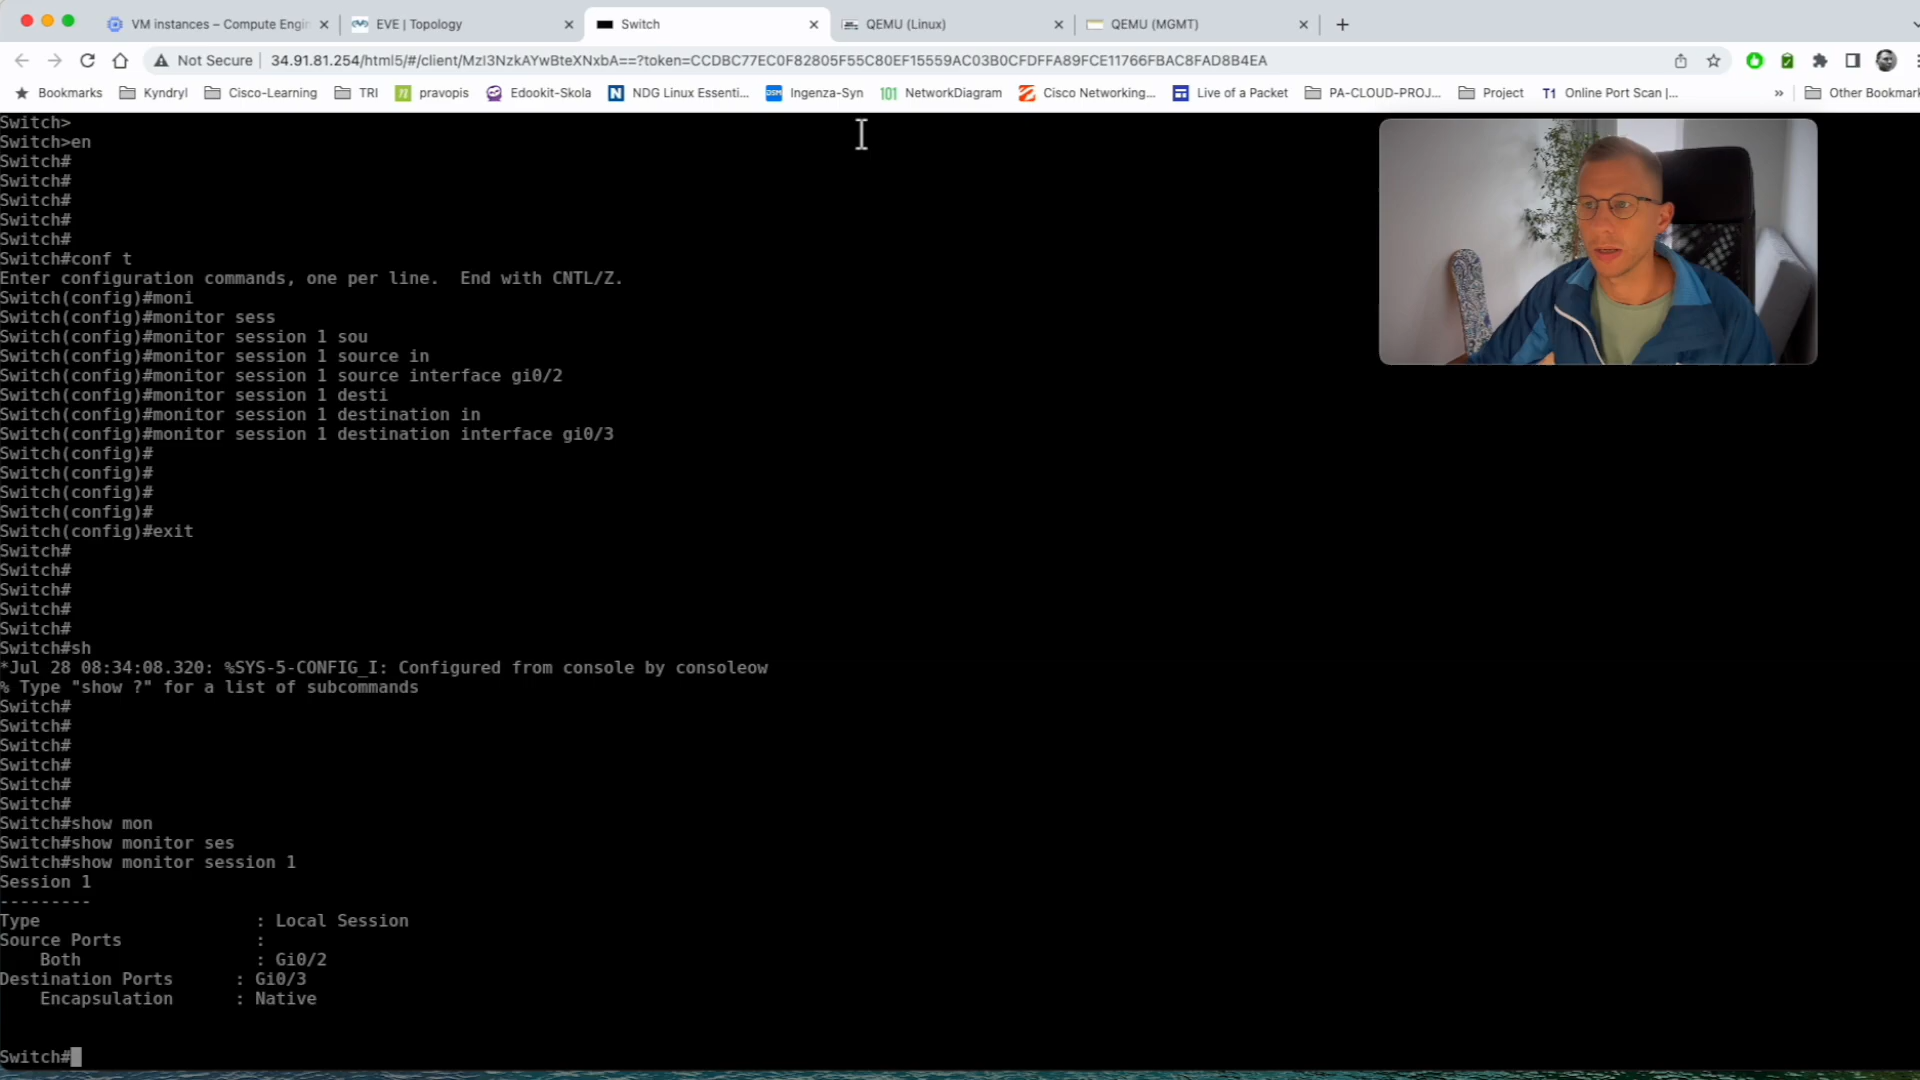 VM instances – Compute Engin
EVE | Topology
Switch
QEMU (Linux)
QEMU (MGMT)
Not Secure
34.91.81.254/html5/#/client/MzI3NzkAYwBteXNxbA==?token=CCDBC77EC0F82805F55C80EF15559AC03B0CFDFFA89FCE11766FBAC8FAD8B4EA
Bookmarks
Kyndryl
Cisco-Learning
TRI
n pravopis
Edookit-Skola
N NDG Linux Essenti...
DSM Ingenza-Syn
101 NetworkDiagram
Cisco Networking...
Live of a Packet
PA-CLOUD-PROJ...
Project
T1 Online Port Scan |...
»
Other Bookmark
Switch>
Switch>en
Switch#
Switch#
Switch#
Switch#
Switch#
Switch#conf t
Enter configuration commands, one per line.  End with CNTL/Z.
Switch(config)#moni
Switch(config)#monitor sess
Switch(config)#monitor session 1 sou
Switch(config)#monitor session 1 source in
Switch(config)#monitor session 1 source interface gi0/2
Switch(config)#monitor session 1 desti
Switch(config)#monitor session 1 destination in
Switch(config)#monitor session 1 destination interface gi0/3
Switch(config)#
Switch(config)#
Switch(config)#
Switch(config)#
Switch(config)#exit
Switch#
Switch#
Switch#
Switch#
Switch#
Switch#sh
*Jul 28 08:34:08.320: %SYS-5-CONFIG_I: Configured from console by consoleow
% Type "show ?" for a list of subcommands
Switch#
Switch#
Switch#
Switch#
Switch#
Switch#
Switch#show mon
Switch#show monitor ses
Switch#show monitor session 1
Session 1
---------
Type                     : Local Session
Source Ports             :
    Both                 : Gi0/2
Destination Ports      : Gi0/3
    Encapsulation      : Native
Switch#